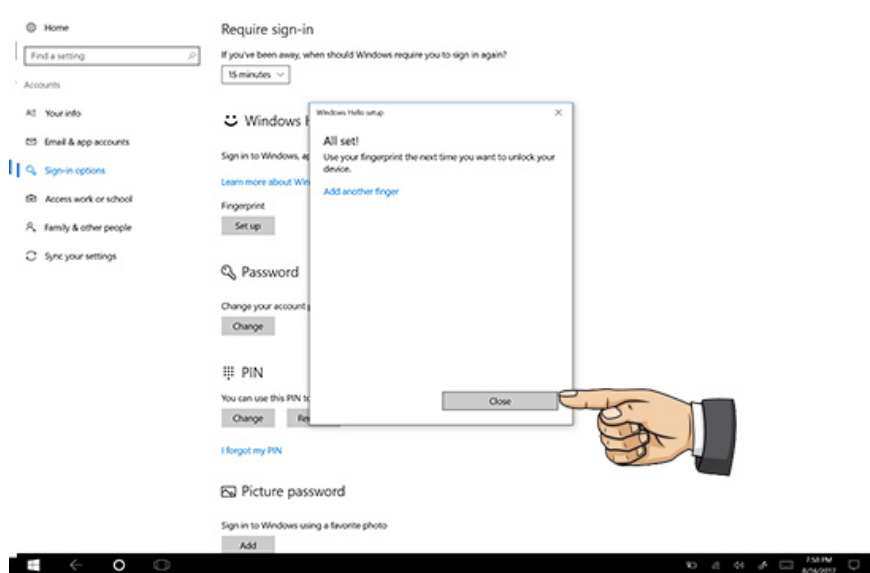 Home
Find a setting
Accounts
Your info
Email & app accounts
Sign-in options
Access work or school
Family & other people
Sync your settings
Require sign-in
If you've been away, when should Windows require you to sign in again?
15 minutes
Windows
Sign in to Windows,
Learn more about
Fingerprint
Set up
Password
Change your account
Change
PIN
You can use this PIN
Change
I forgot my PIN
Picture password
Sign in to Windows using a favorite photo
Add
Windows Hello setup
All set!
Use your fingerprint the next time you want to unlock your
device.
Add another finger
Close
7:58 PM